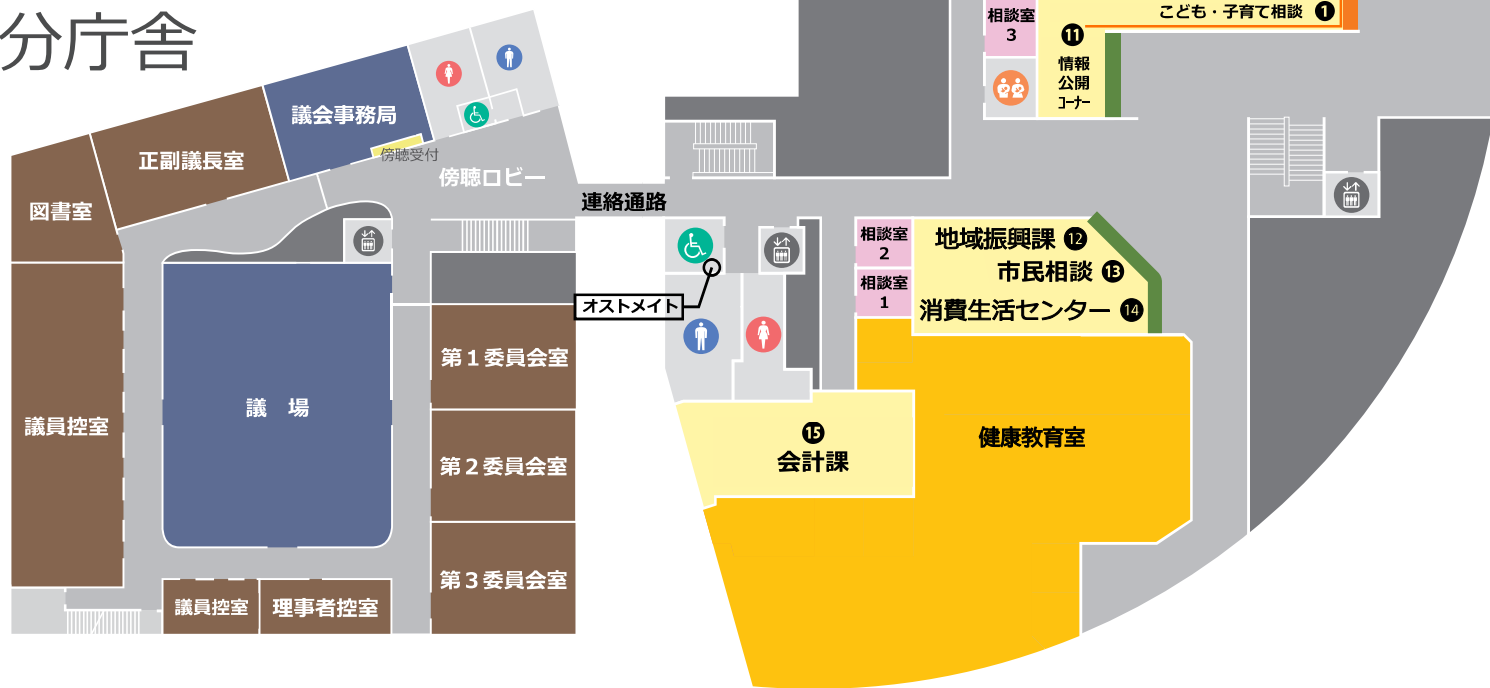 分庁舎
こども・子育て相談 1
相談室
3
11
情報
公開
コーナー
議会事務局
傍聴受付
正副議長室
傍聴ロビー
連絡通路
図書室
相談室
2
地域振興課 12
市民相談 13
相談室
1
消費生活センター 14
オストメイト
第1委員会室
議 場
議員控室
15
会計課
健康教育室
第2委員会室
第3委員会室
議員控室
理事者控室